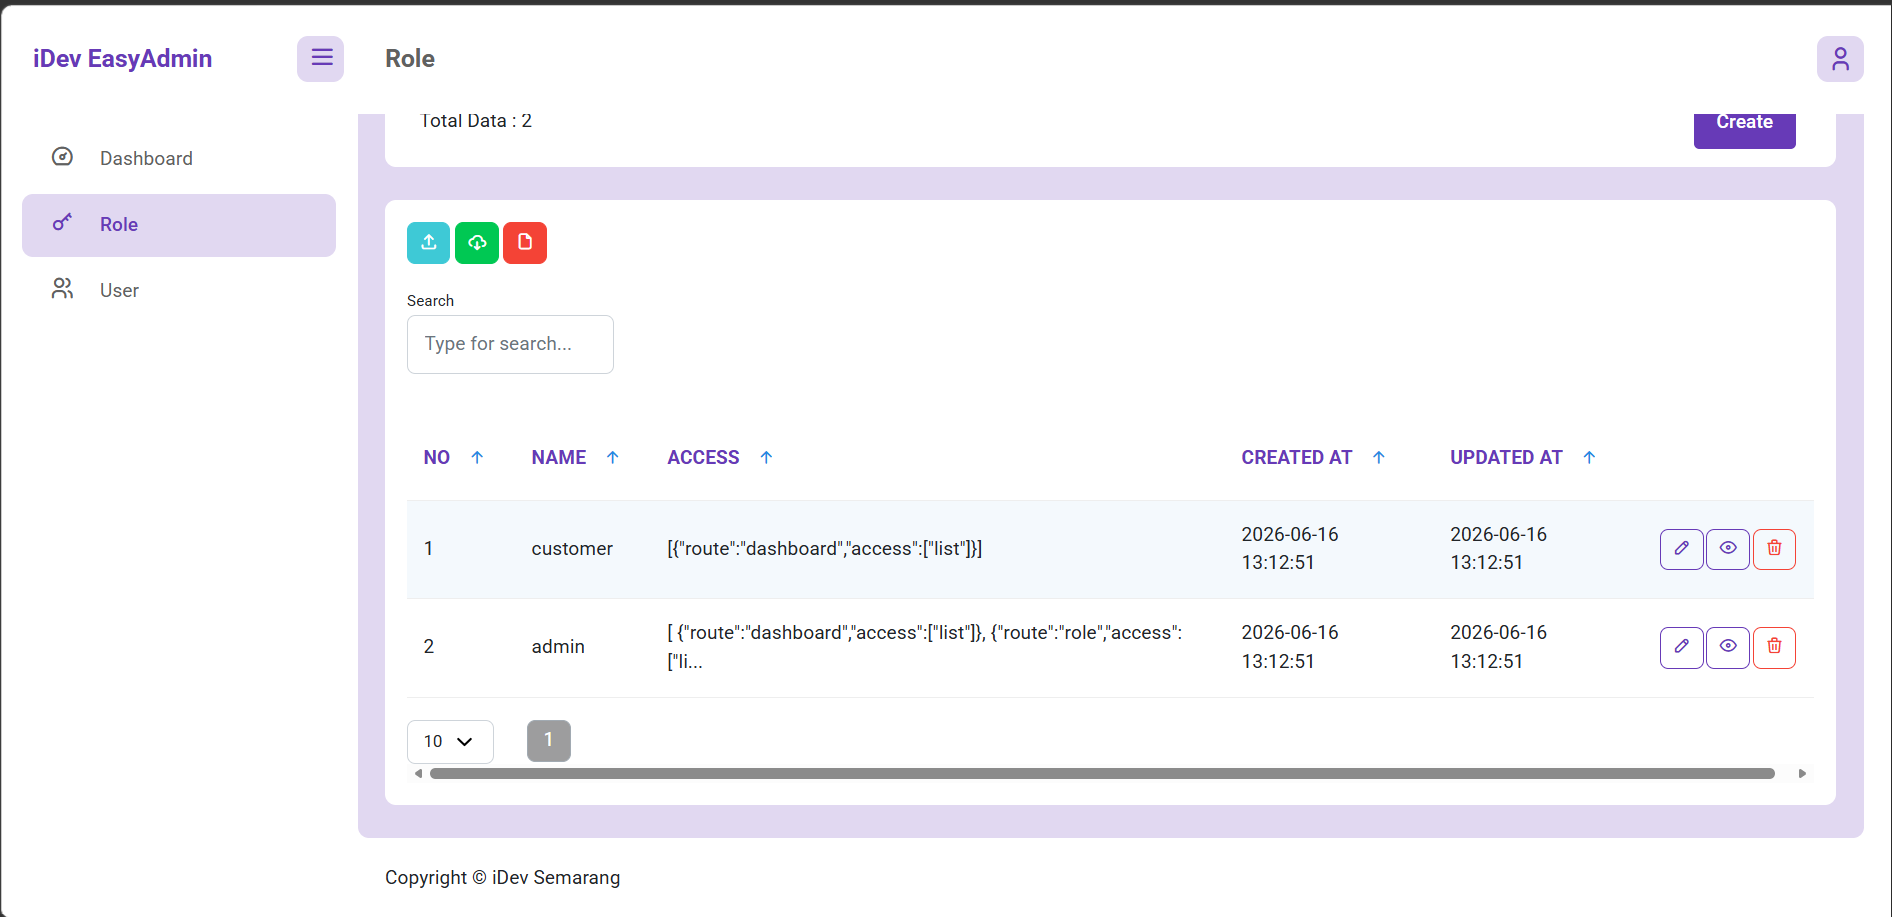 iDev EasyAdmin
Role
Dashboard
Role
User
Total Data : 2
Create
Search
Type for search...
NO NAME ACCESS CREATED AT UPDATED AT
1 customer [{"route":"dashboard","access":["list"]}] 2026-06-16 2026-06-16
13:12:51 13:12:51
2 admin [ {"route":"dashboard","access":["list"]}, {"route":"role","access": 2026-06-16 2026-06-16
["li... 13:12:51 13:12:51
10 1
Copyright © iDev Semarang